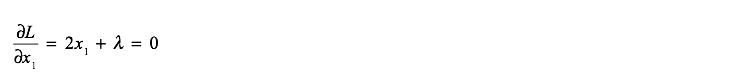 ∂L/∂x₁ = 2x₁ + λ = 0